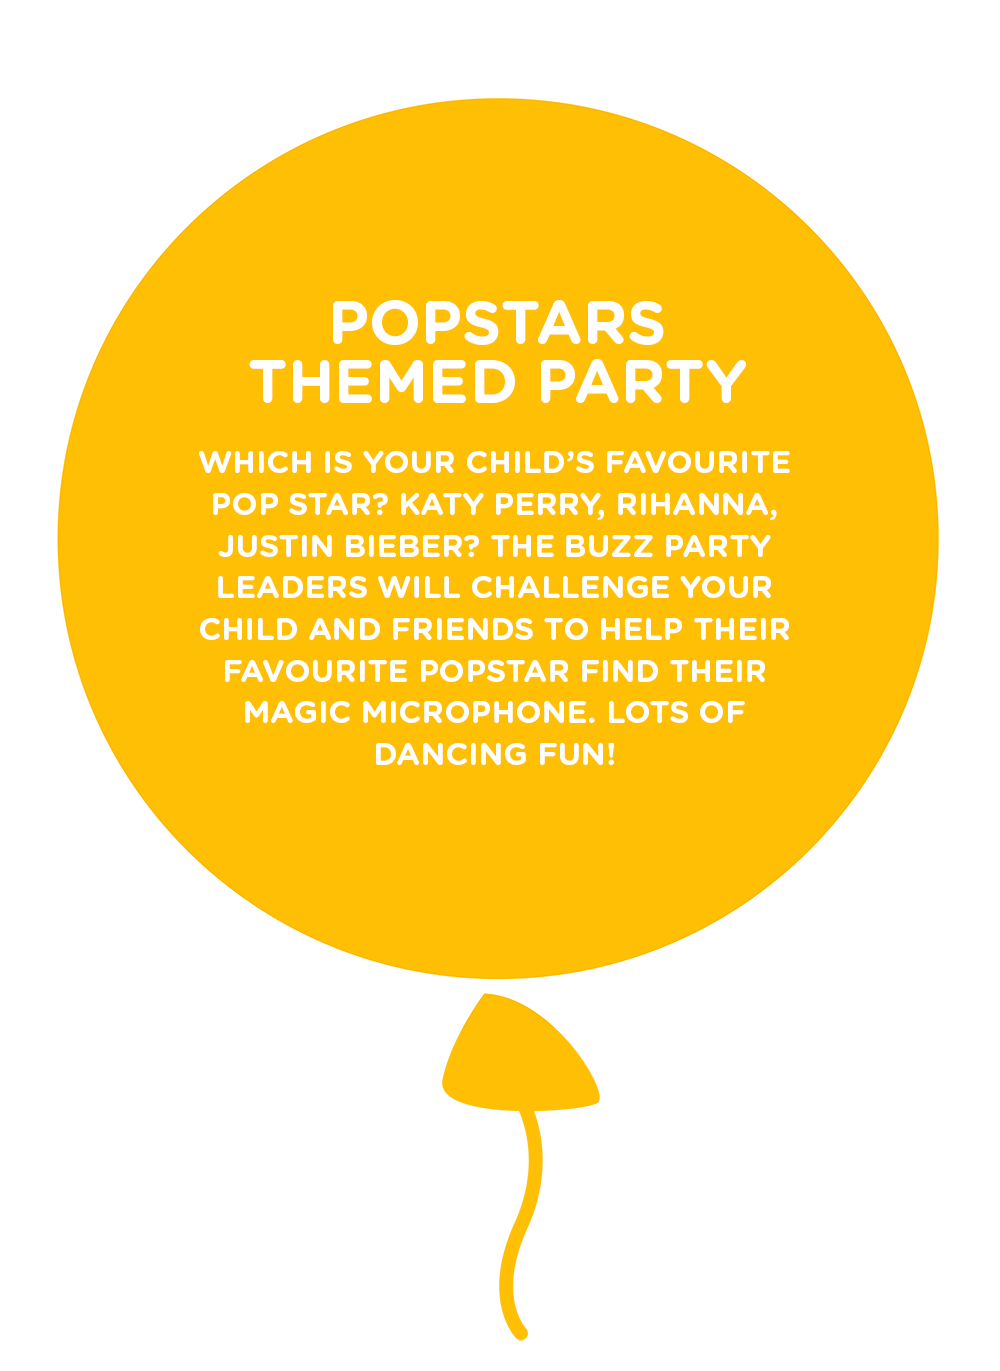 POPSTARS
THEMED PARTY
WHICH IS YOUR CHILD’S FAVOURITE
POP STAR? KATY PERRY, RIHANNA,
JUSTIN BIEBER? THE BUZZ PARTY
LEADERS WILL CHALLENGE YOUR
CHILD AND FRIENDS TO HELP THEIR
FAVOURITE POPSTAR FIND THEIR
MAGIC MICROPHONE. LOTS OF
DANCING FUN!